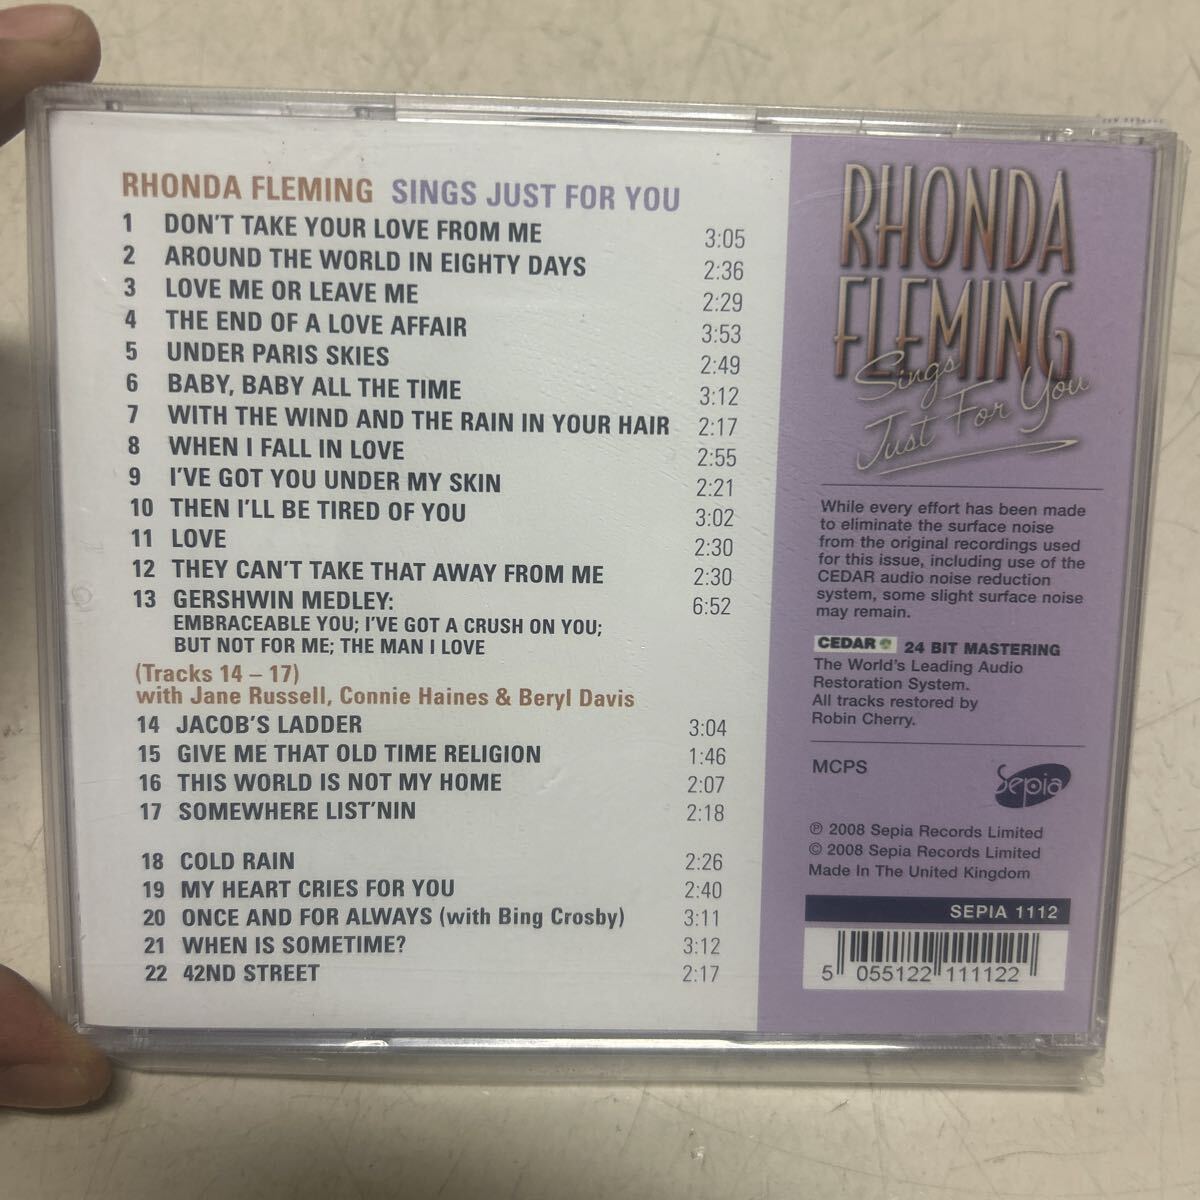 RHONDA FLEMING SINGS JUST FOR YOU
1 DON'T TAKE YOUR LOVE FROM ME 3:05
2 AROUND THE WORLD IN EIGHTY DAYS 2:36
3 LOVE ME OR LEAVE ME 2:29
4 THE END OF A LOVE AFFAIR 3:53
5 UNDER PARIS SKIES 2:49
6 BABY, BABY ALL THE TIME 3:12
7 WITH THE WIND AND THE RAIN IN YOUR HAIR 2:17
8 WHEN I FALL IN LOVE 2:55
9 I'VE GOT YOU UNDER MY SKIN 2:21
10 THEN I'LL BE TIRED OF YOU 3:02
11 LOVE 2:30
12 THEY CAN'T TAKE THAT AWAY FROM ME 2:30
13 GERSHWIN MEDLEY: 6:52
EMBRACEABLE YOU; I'VE GOT A CRUSH ON YOU;
BUT NOT FOR ME; THE MAN I LOVE
(Tracks 14 – 17)
with Jane Russell, Connie Haines & Beryl Davis
14 JACOB'S LADDER 3:04
15 GIVE ME THAT OLD TIME RELIGION 1:46
16 THIS WORLD IS NOT MY HOME 2:07
17 SOMEWHERE LIST'NIN 2:18
18 COLD RAIN 2:26
19 MY HEART CRIES FOR YOU 2:40
20 ONCE AND FOR ALWAYS (with Bing Crosby) 3:11
21 WHEN IS SOMETIME? 3:12
22 42ND STREET 2:17
RHONDA
FLEMING
Sings
Just For You
While every effort has been made
to eliminate the surface noise
from the original recordings used
for this issue, including use of the
CEDAR audio noise reduction
system, some slight surface noise
may remain.
CEDAR 24 BIT MASTERING
The World's Leading Audio
Restoration System.
All tracks restored by
Robin Cherry.
MCPS
Sepia
℗ 2008 Sepia Records Limited
© 2008 Sepia Records Limited
Made In The United Kingdom
SEPIA 1112
5 055122 111122